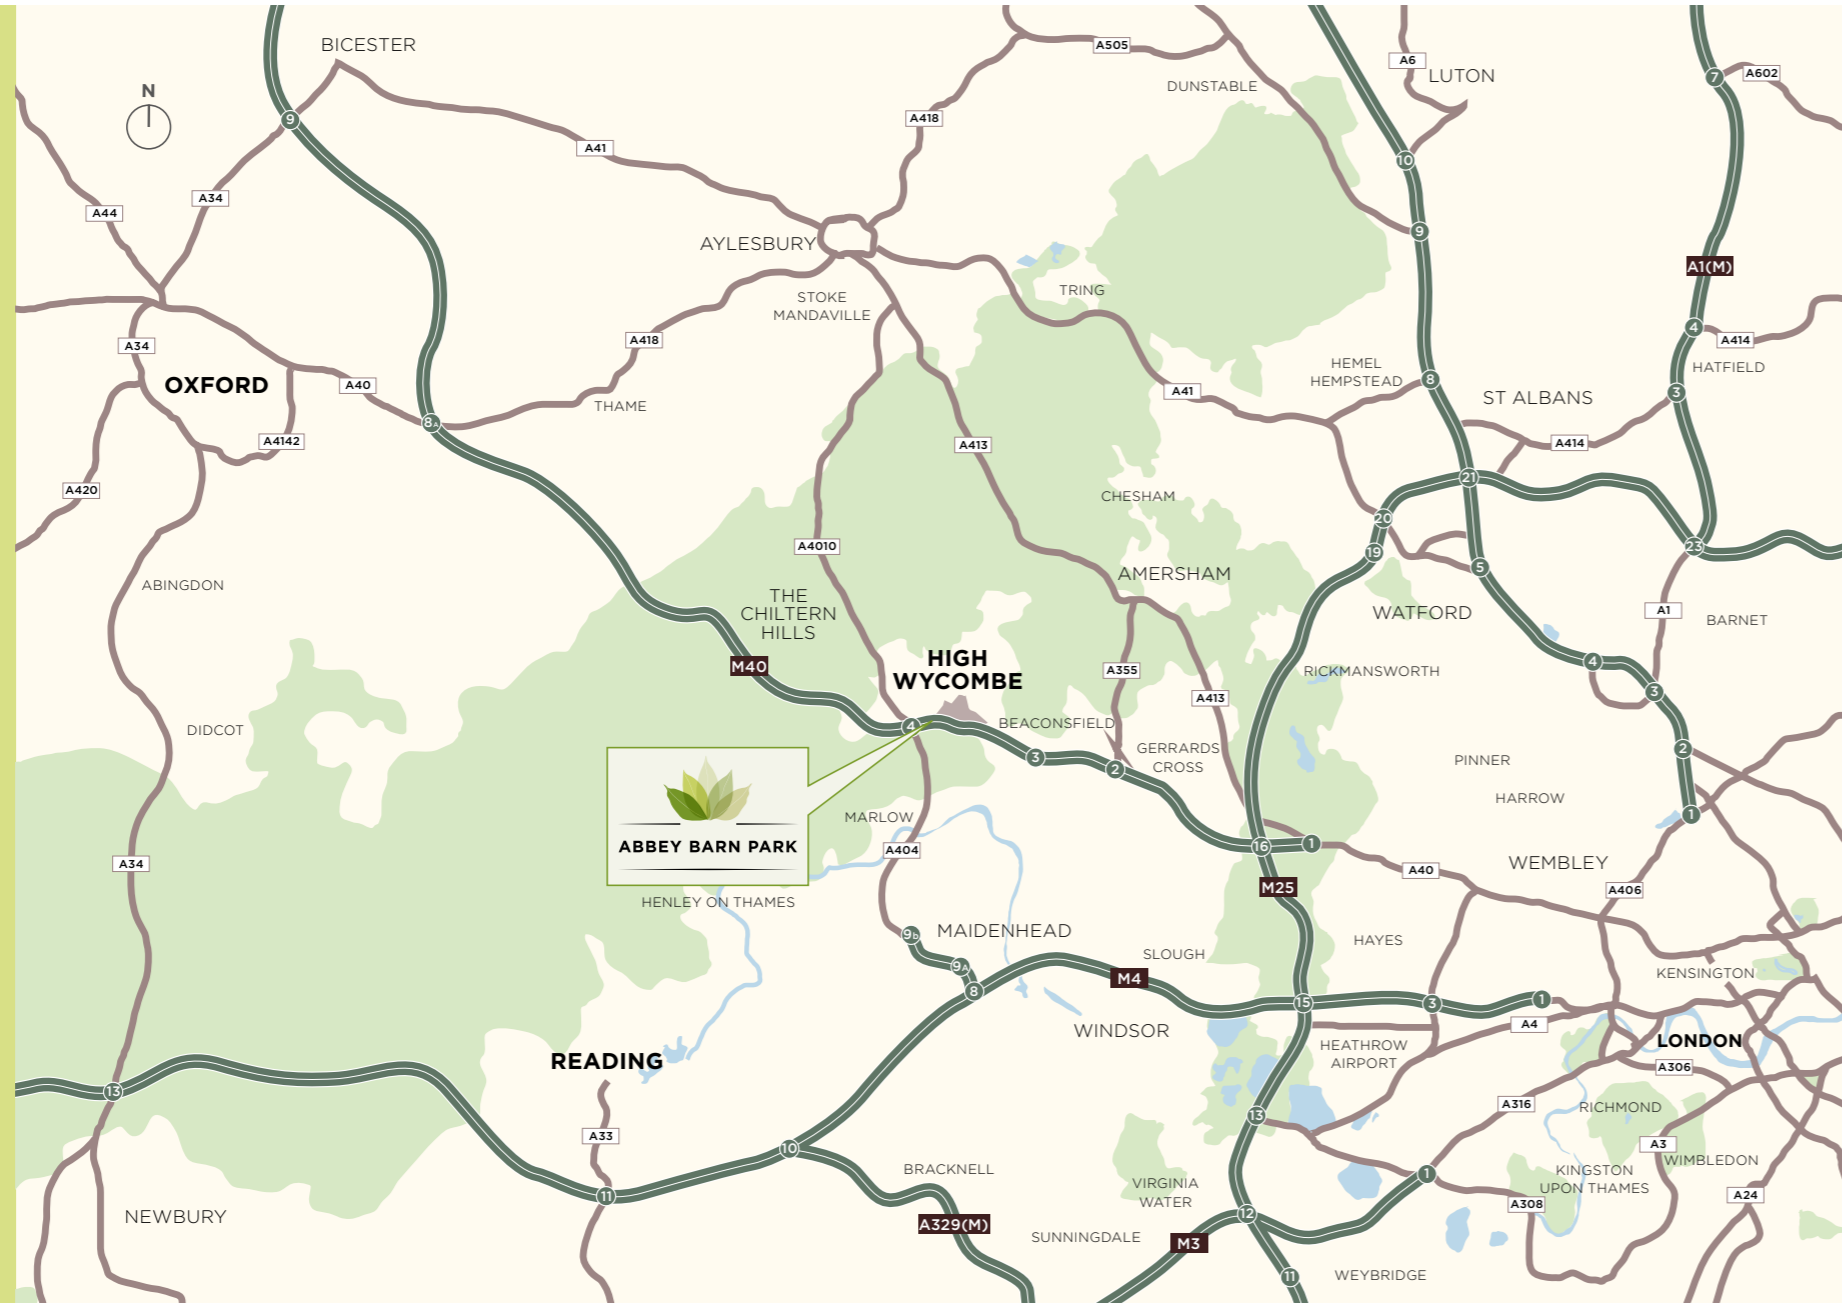 BICESTER
N
9
A34
A44
A41
A418
A505
DUNSTABLE
A6
LUTON
10
9
7
A602
A1(M)
4
A414
HATFIELD
3
AYLESBURY
STOKE
MANDAVILLE
TRING
A418
THAME
A34
OXFORD
A40
8A
A4142
A420
ABINGDON
DIDCOT
A34
A413
A41
HEMEL
HEMPSTEAD
8
ST ALBANS
A414
21
20
19
5
23
CHESHAM
AMERSHAM
A4010
THE
CHILTERN
HILLS
M40
HIGH
WYCOMBE
4
3
BEACONSFIELD
2
GERRARDS
CROSS
A355
A413
WATFORD
RICKMANSWORTH
A1
BARNET
4
3
2
1
PINNER
HARROW
WEMBLEY
A406
ABBEY BARN PARK
MARLOW
A404
HENLEY ON THAMES
16
1
M25
A40
9b
MAIDENHEAD
9A
8
SLOUGH
M4
HAYES
15
3
1
A4
KENSINGTON
LONDON
WINDSOR
HEATHROW
AIRPORT
A306
READING
13
A33
11
10
BRACKNELL
A329(M)
NEWBURY
13
A316
RICHMOND
A3
WIMBLEDON
KINGSTON
UPON THAMES
A308
A24
VIRGINIA
WATER
SUNNINGDALE
M3
12
1
11
WEYBRIDGE